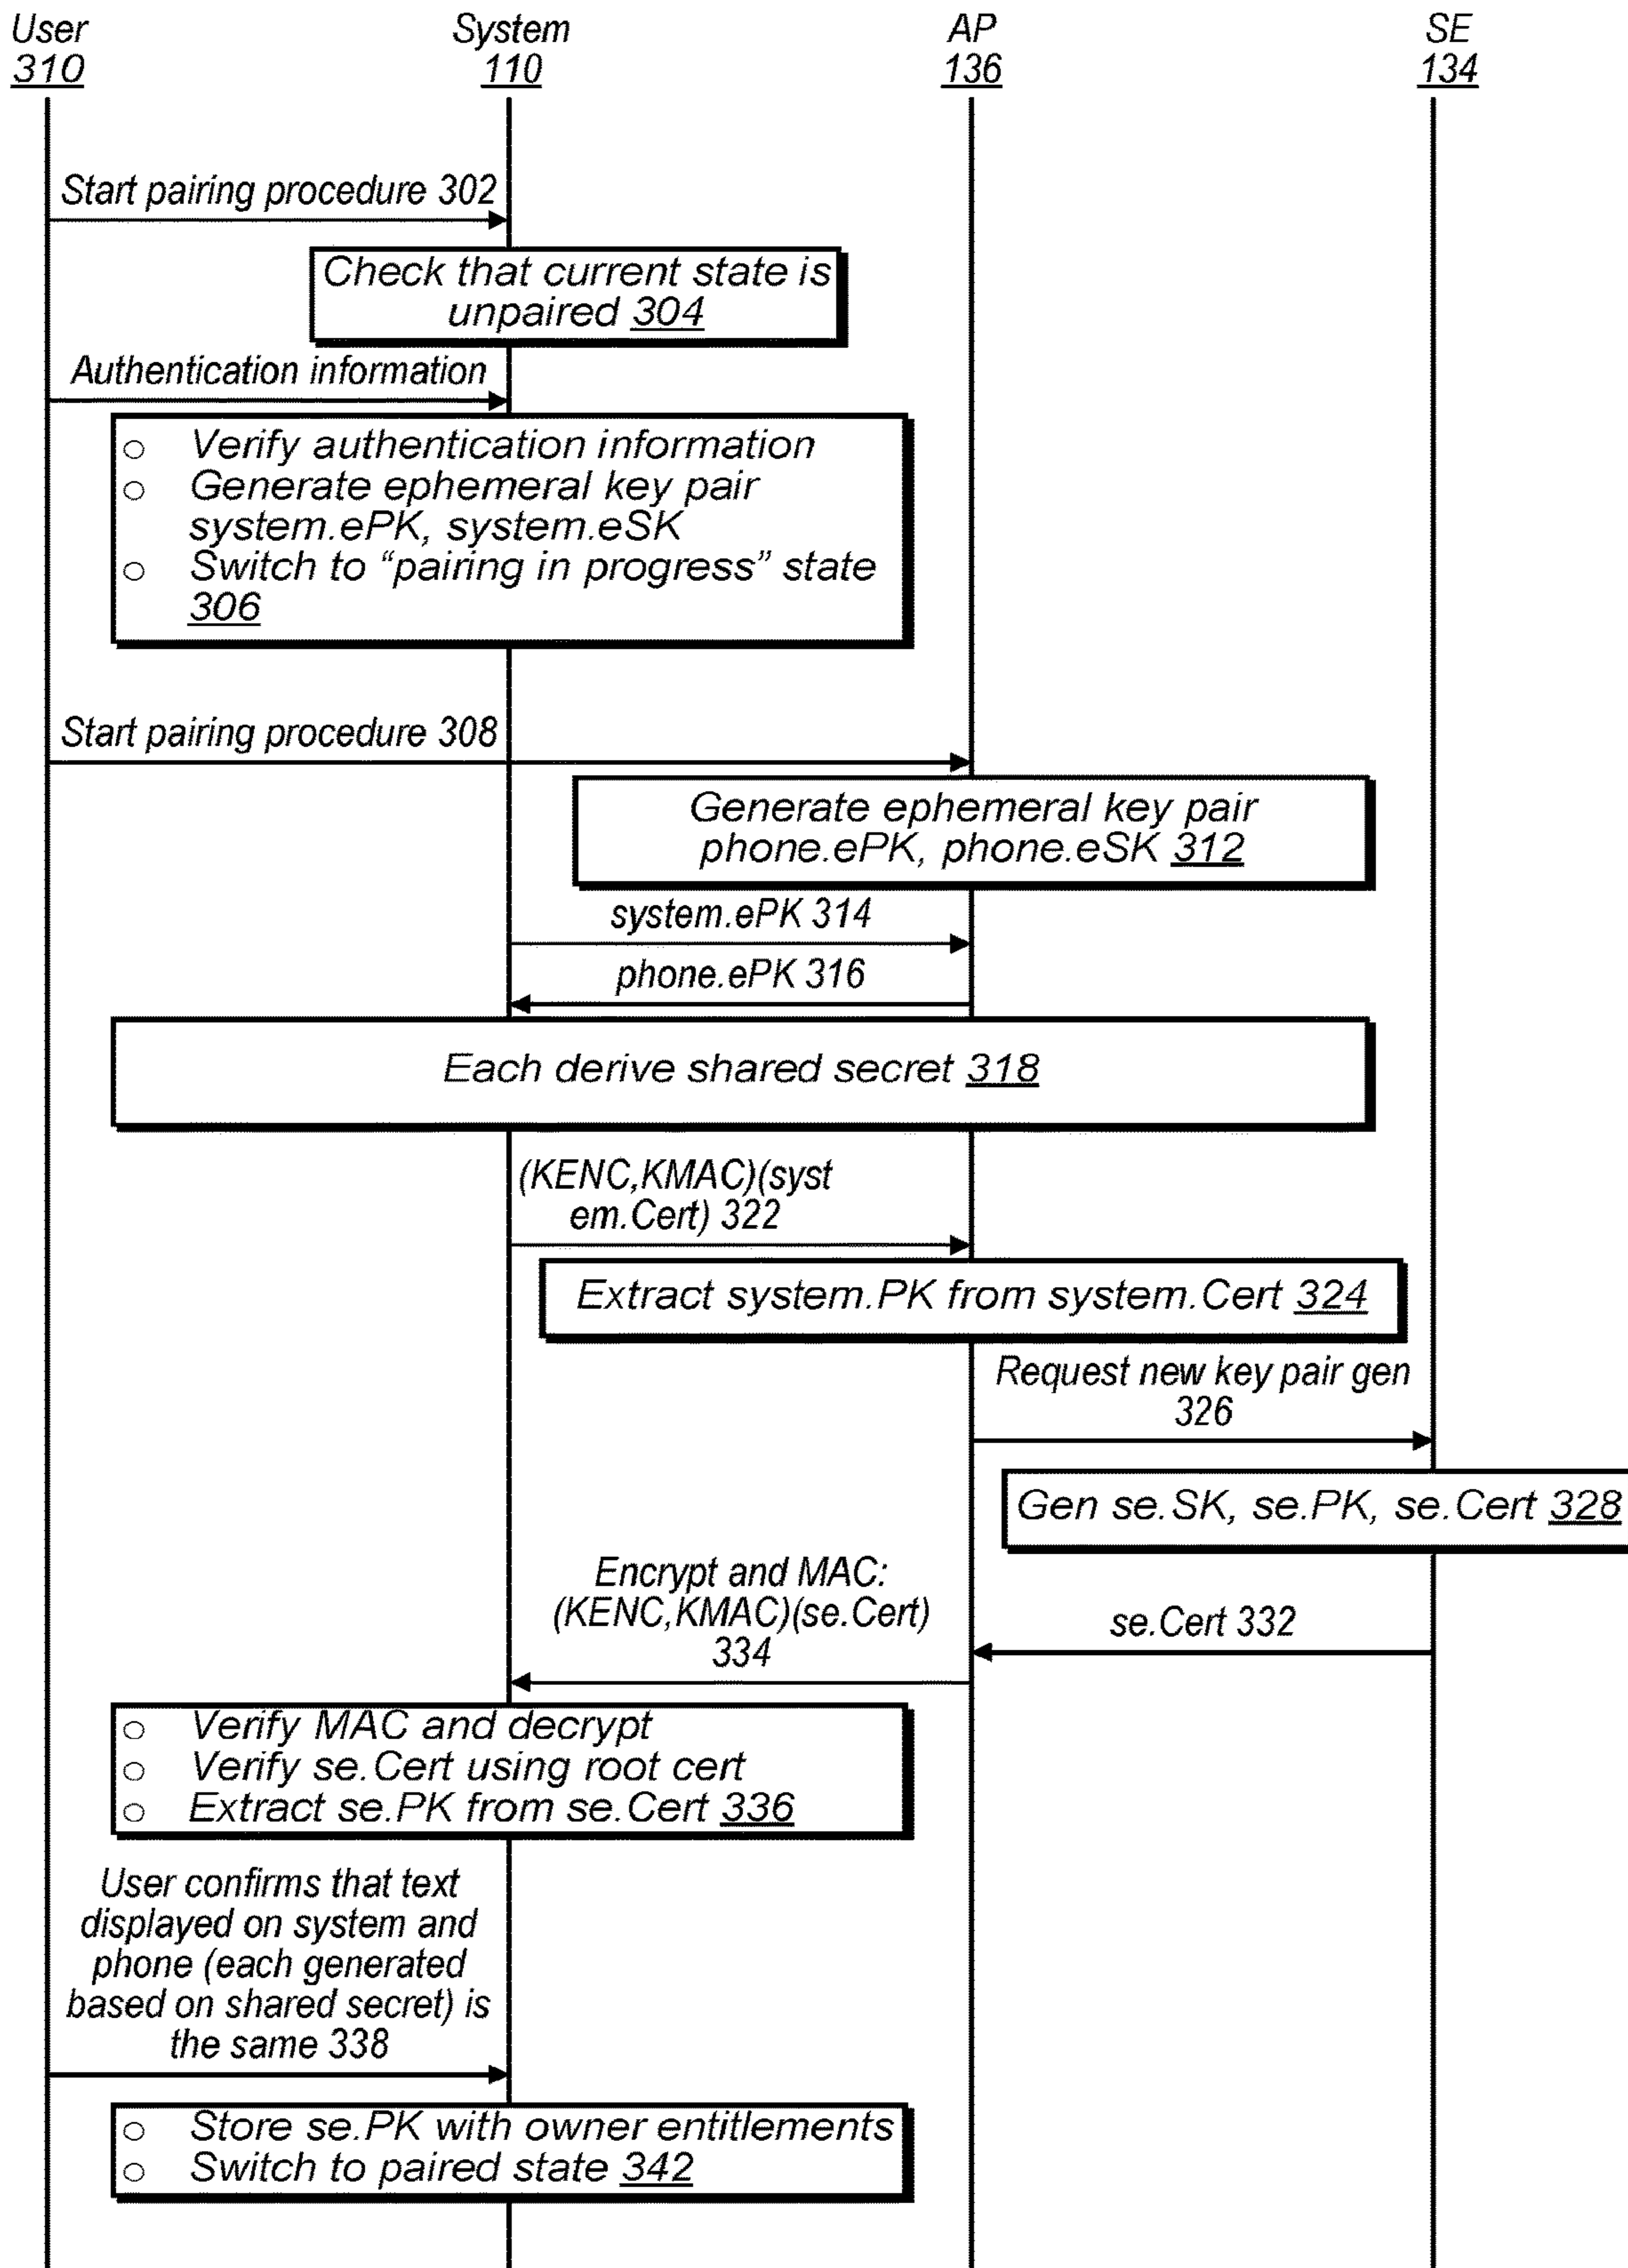 User
310
System
110
AP
136
SE
134
Start pairing procedure 302
Check that current state is
unpaired 304
Authentication information
○ Verify authentication information
○ Generate ephemeral key pair
system.ePK, system.eSK
○ Switch to “pairing in progress” state
306
Start pairing procedure 308
Generate ephemeral key pair
phone.ePK, phone.eSK 312
system.ePK 314
phone.ePK 316
Each derive shared secret 318
(KENC,KMAC)(syst
em.Cert) 322
Extract system.PK from system.Cert 324
Request new key pair gen
326
Gen se.SK, se.PK, se.Cert 328
se.Cert 332
Encrypt and MAC:
(KENC,KMAC)(se.Cert)
334
○ Verify MAC and decrypt
○ Verify se.Cert using root cert
○ Extract se.PK from se.Cert 336
User confirms that text
displayed on system and
phone (each generated
based on shared secret) is
the same 338
○ Store se.PK with owner entitlements
○ Switch to paired state 342